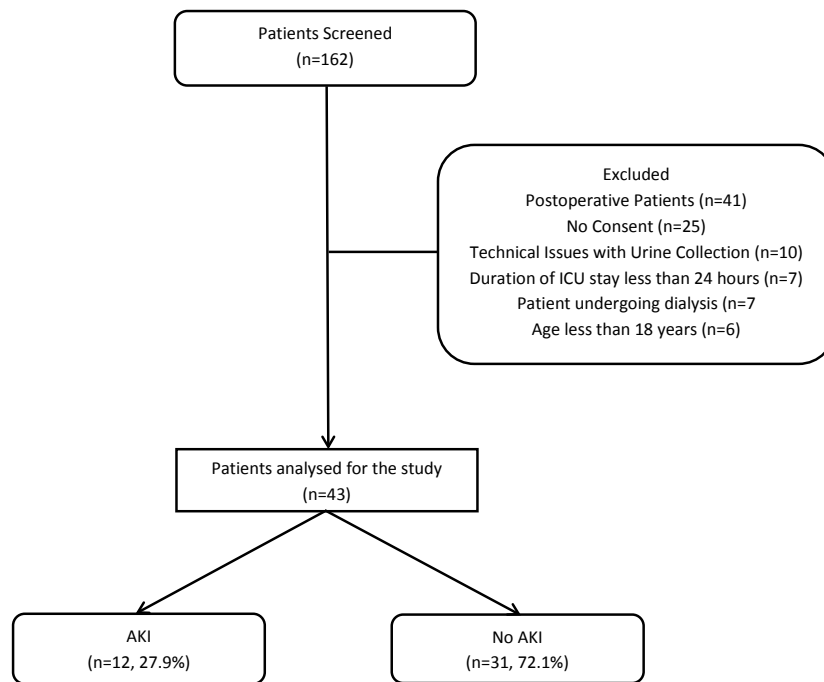 Patients Screened
(n=162)
Excluded
Postoperative Patients (n=41)
No Consent (n=25)
Technical Issues with Urine Collection (n=10)
Duration of ICU stay less than 24 hours (n=7)
Patient undergoing dialysis (n=7
Age less than 18 years (n=6)
Patients analysed for the study
(n=43)
AKI
(n=12, 27.9%)
No AKI
(n=31, 72.1%)